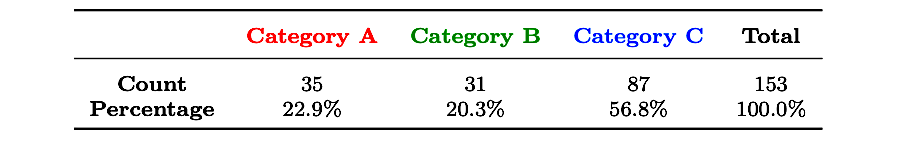 Category A Category B Category C Total
Count 35 31 87 153
Percentage 22.9% 20.3% 56.8% 100.0%